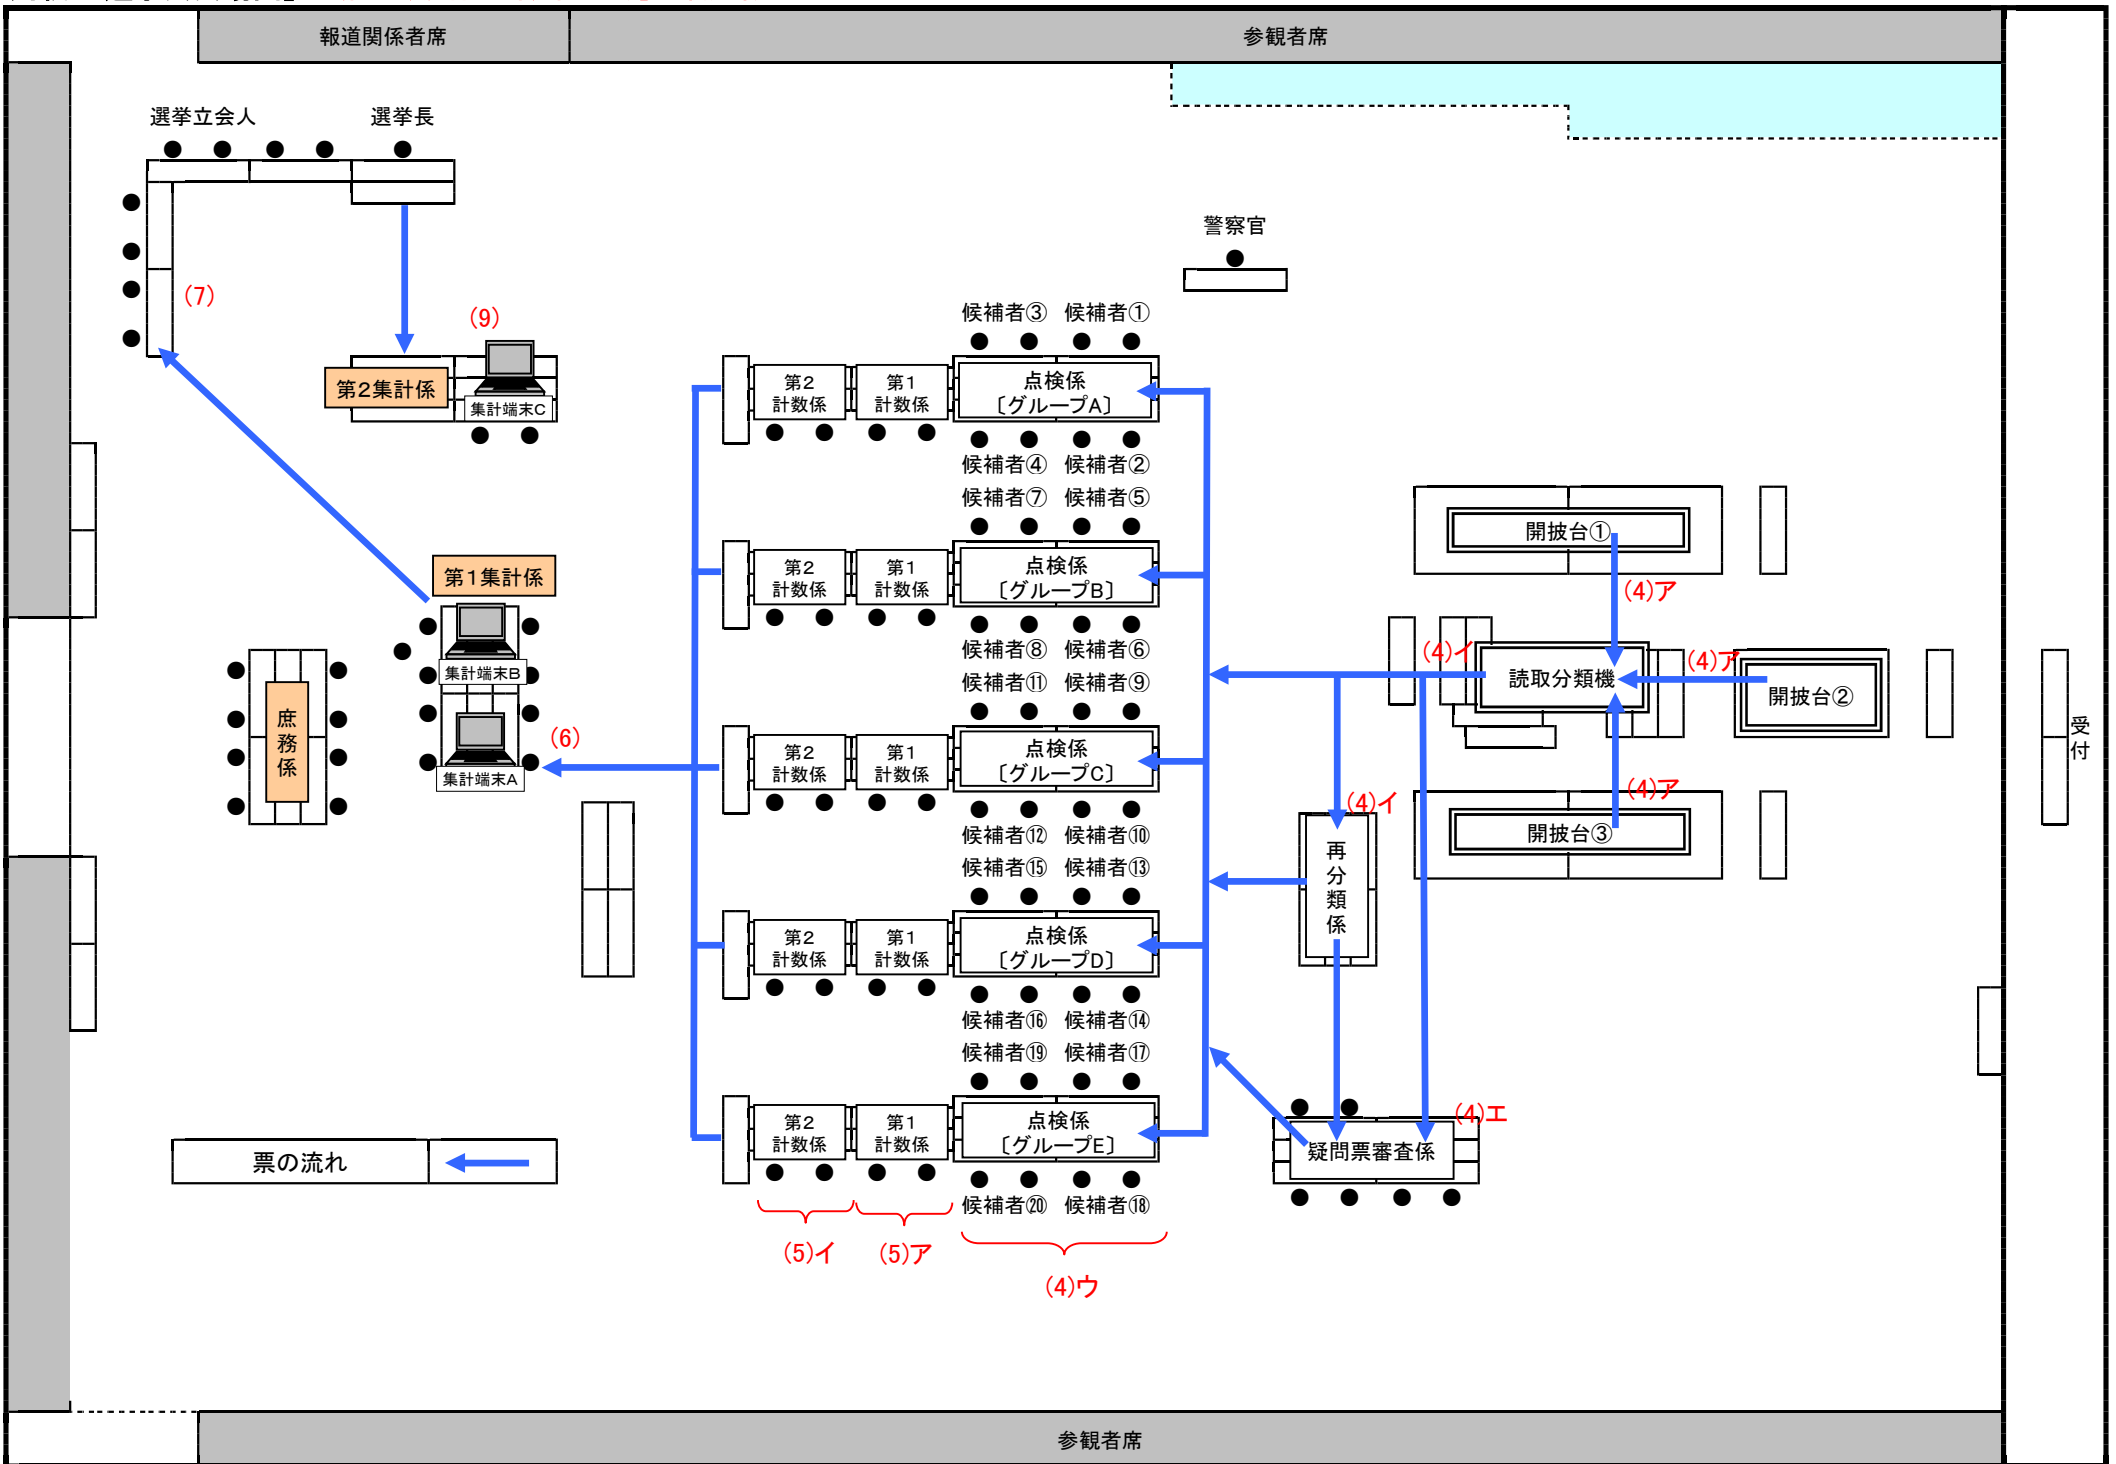 報道関係者席
参観者席
選挙立会人
選挙長
警察官
(7)
(9)
第2集計係
集計端末C
候補者③ 候補者①
第2
計数係
第1
計数係
点検係
〔グループA〕
候補者④ 候補者②
候補者⑦ 候補者⑤
第2
計数係
第1
計数係
点検係
〔グループB〕
候補者⑧ 候補者⑥
候補者⑪ 候補者⑨
第2
計数係
第1
計数係
点検係
〔グループC〕
候補者⑫ 候補者⑩
候補者⑮ 候補者⑬
第2
計数係
第1
計数係
点検係
〔グループD〕
候補者⑯ 候補者⑭
候補者⑲ 候補者⑰
第2
計数係
第1
計数係
点検係
〔グループE〕
候補者⑳ 候補者⑱
(5)イ
(5)ア
(4)ウ
第1集計係
集計端末B
集計端末A
(6)
庶務係
開披台①
(4)ア
(4)イ
読取分類機
(4)ア
開披台②
(4)ア
開披台③
(4)イ
再分類係
(4)エ
疑問票審査係
受付
票の流れ
参観者席